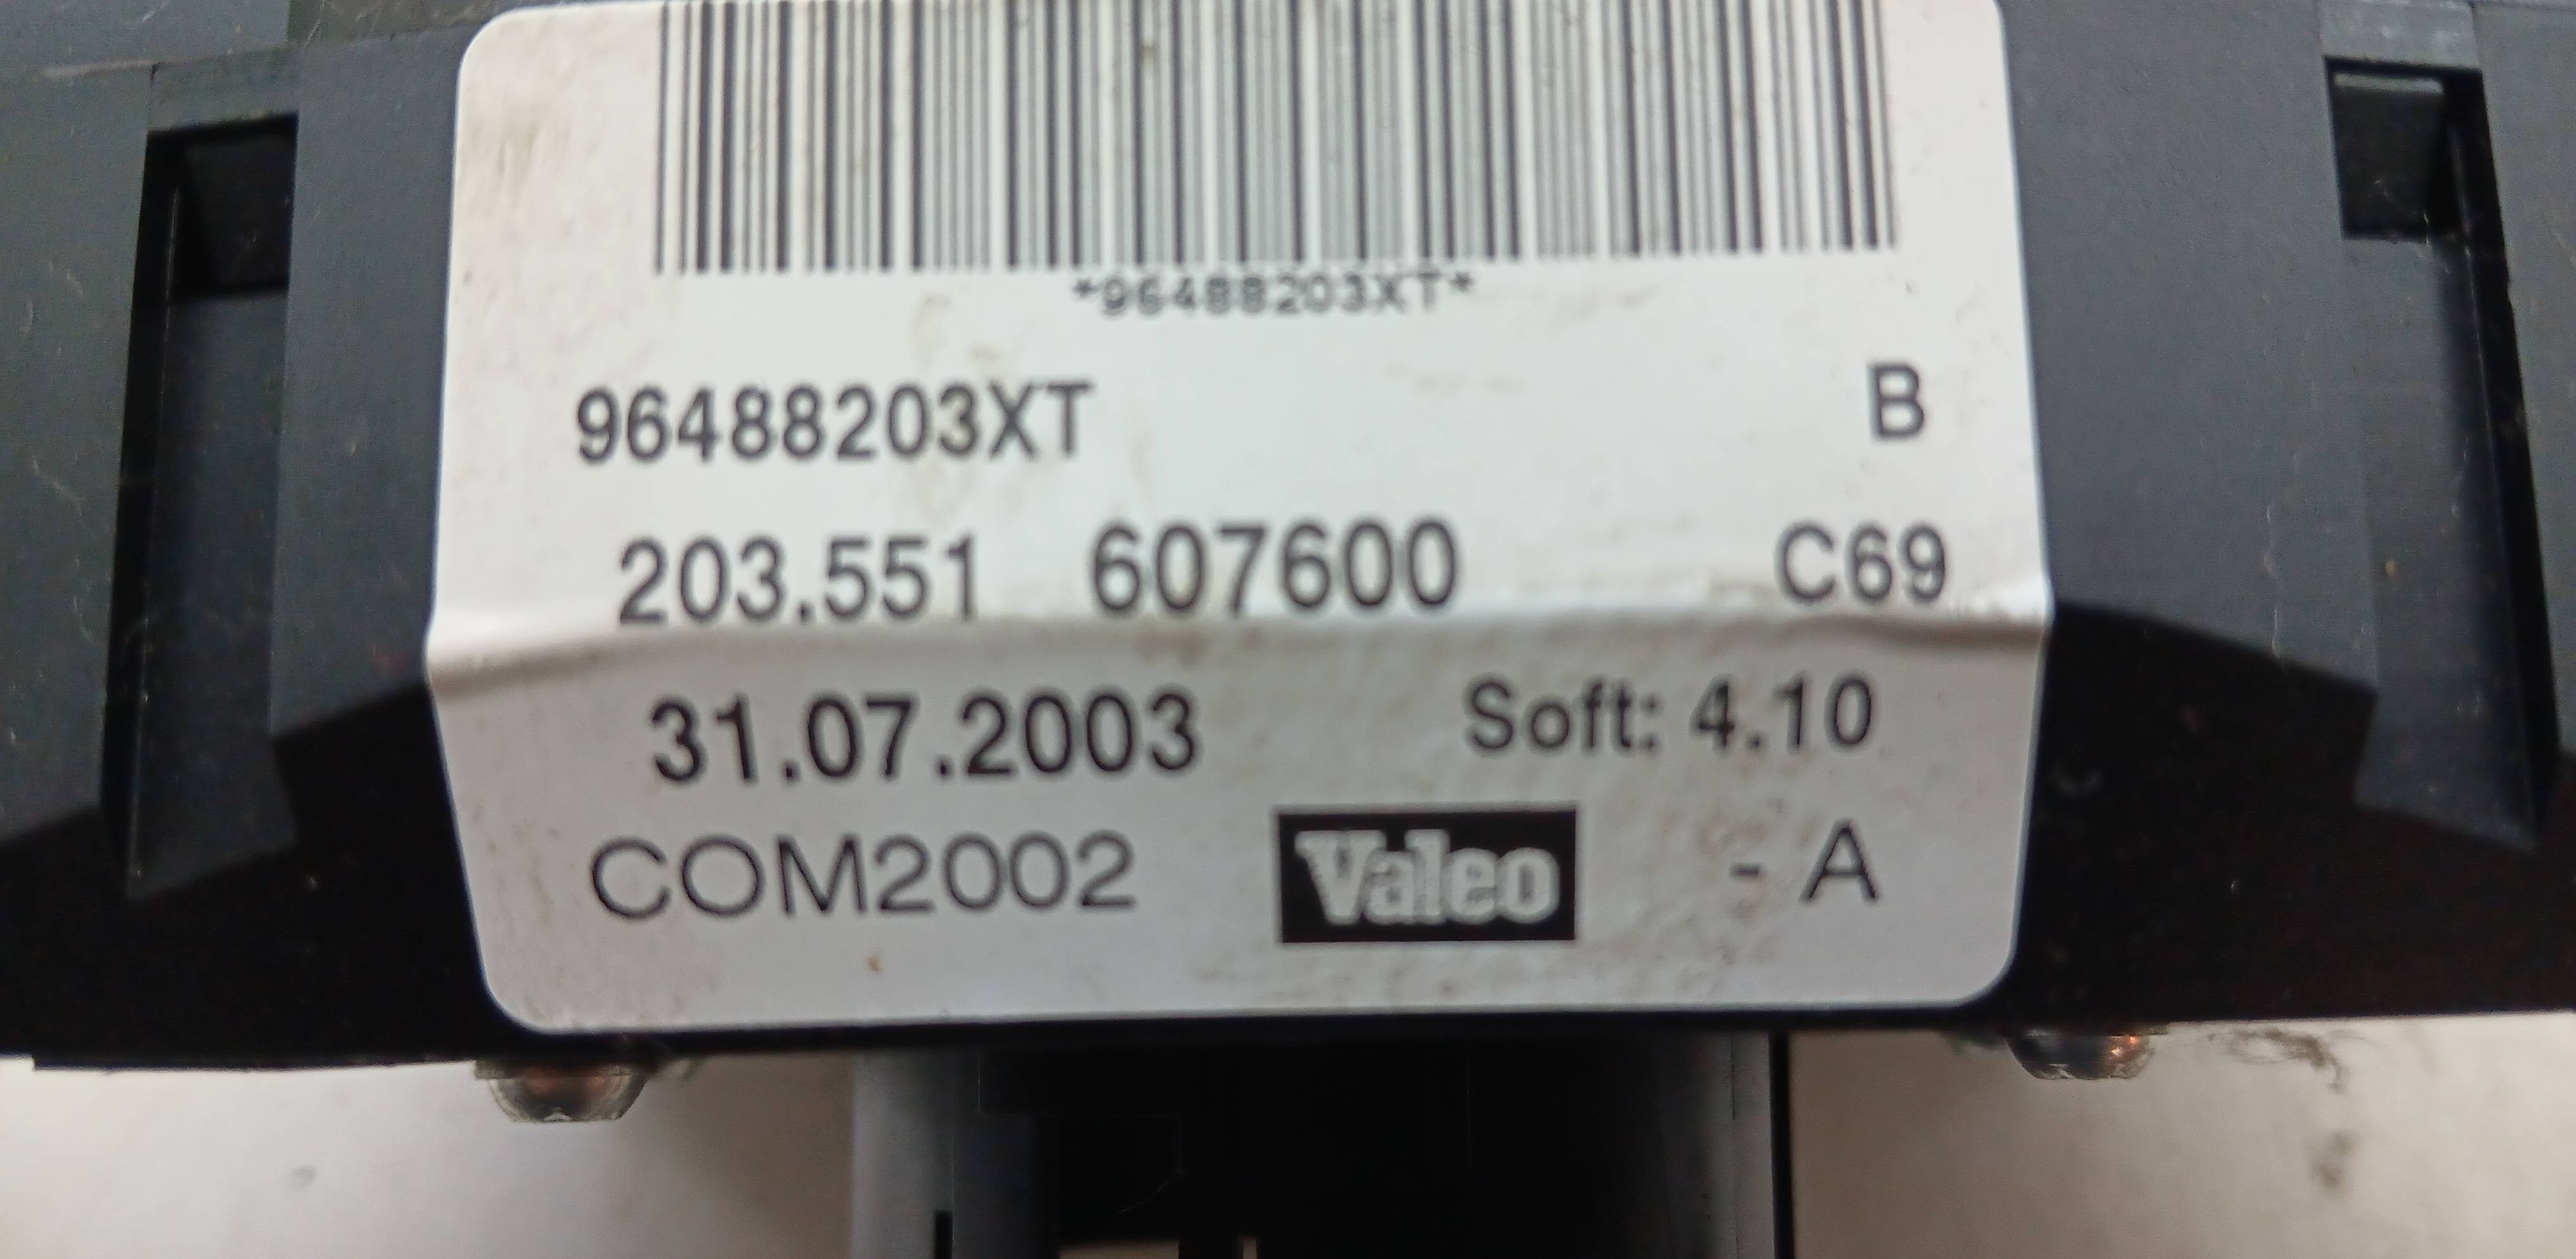 *96488203XT*
96488203XT B
203.551 607600 C69
31.07.2003 Soft: 4.10
COM2002 Valeo - A